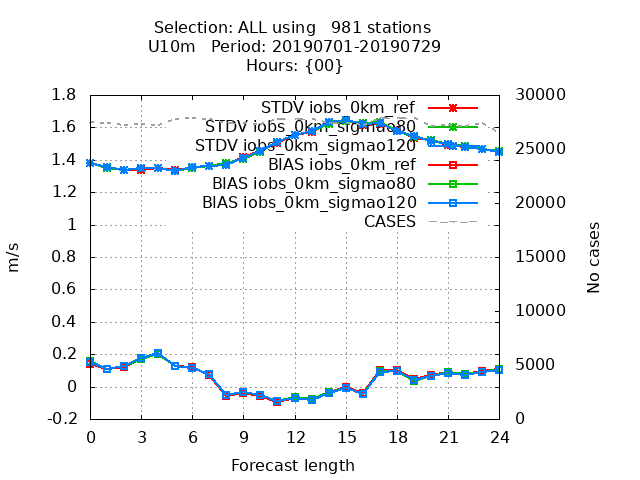 Selection: ALL using   981 stations
U10m   Period: 20190701-20190729
Hours: {00}
1.8
1.6
1.4
1.2
1
0.8
0.6
0.4
0.2
0
-0.2
30000
25000
20000
15000
10000
5000
0
STDV iobs_0km_ref
STDV iobs_0km_sigmao80
STDV iobs_0km_sigmao120
BIAS iobs_0km_ref
BIAS iobs_0km_sigmao80
BIAS iobs_0km_sigmao120
CASES
m/s
No cases
0 3 6 9 12 15 18 21 24
Forecast length